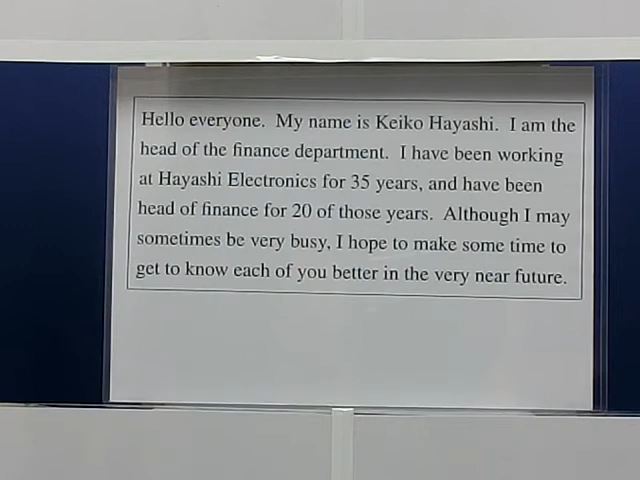 Hello everyone.  My name is Keiko Hayashi.  I am the
head of the finance department.  I have been working
at Hayashi Electronics for 35 years, and have been
head of finance for 20 of those years.  Although I may
sometimes be very busy, I hope to make some time to
get to know each of you better in the very near future.